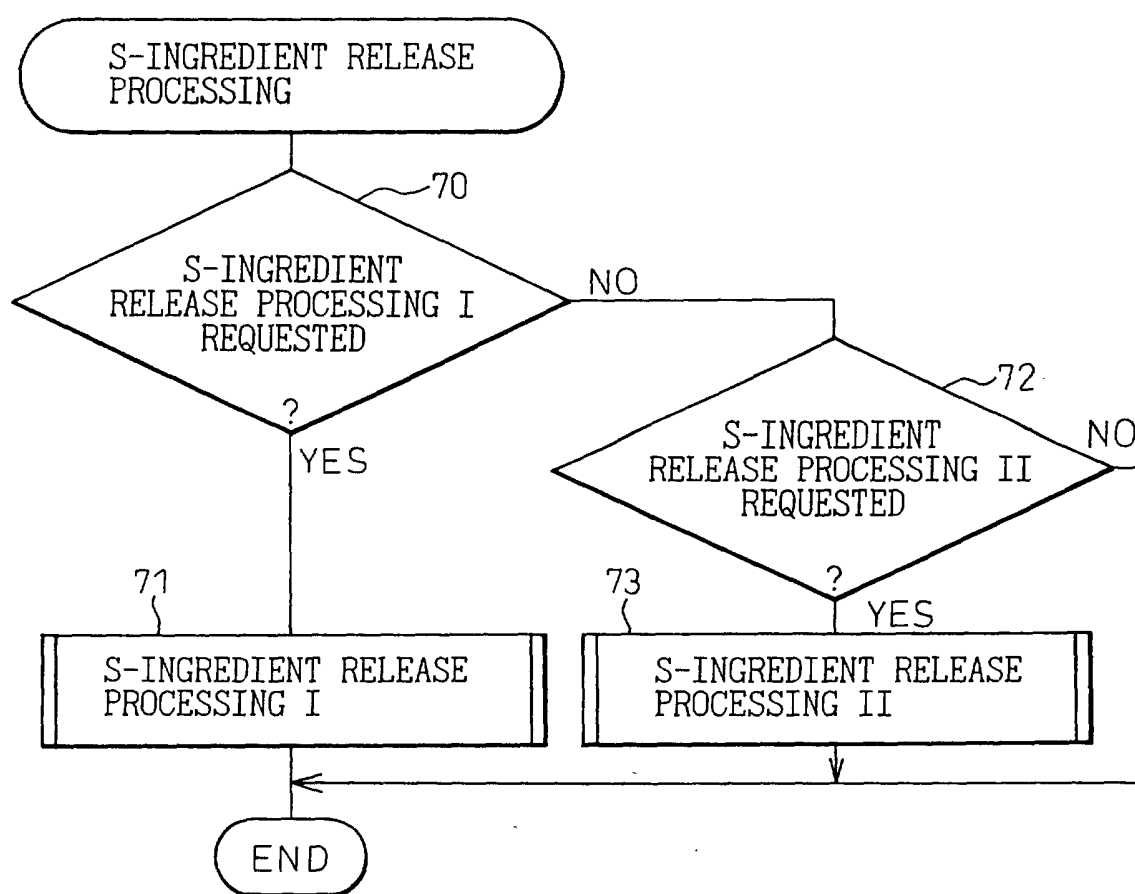 S-INGREDIENT RELEASE
PROCESSING
70
S-INGREDIENT
RELEASE PROCESSING I
REQUESTED
?
NO
YES
72
S-INGREDIENT
RELEASE PROCESSING II
REQUESTED
?
NO
YES
71
S-INGREDIENT RELEASE
PROCESSING I
73
S-INGREDIENT RELEASE
PROCESSING II
END